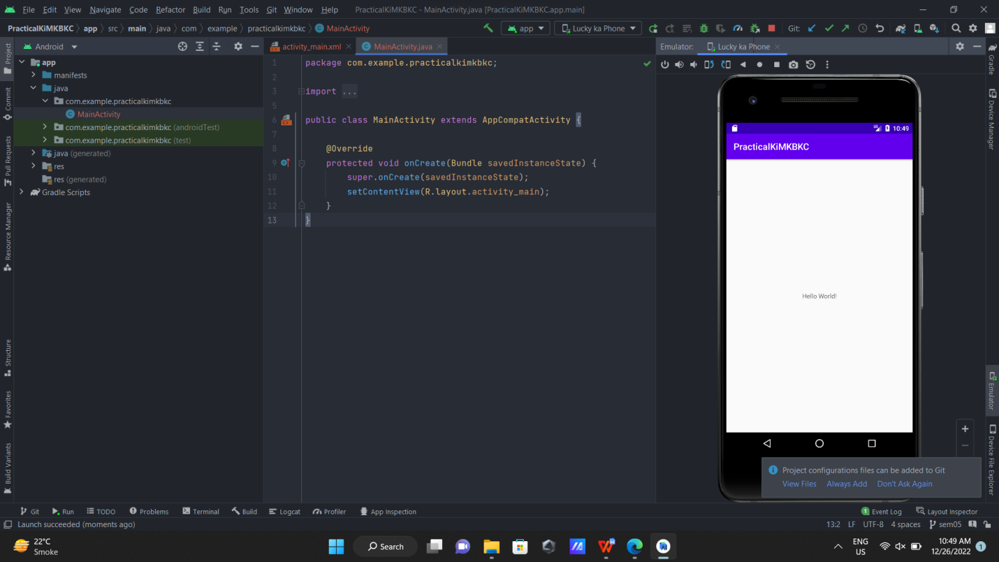 File Edit View Navigate Code Refactor Build Run Tools Git Window Help PracticalKiMKBKC - MainActivity.java [PracticalKiMKBKC.app.main]
PracticalKiMKBKC app src main java com example practicalkimkbkc MainActivity app Lucky ka Phone Git:
Project
Commit
Pull Requests
Resource Manager
Structure
Favorites
Build Variants
Android
app
manifests
java
com.example.practicalkimkbkc
MainActivity
com.example.practicalkimkbkc (androidTest)
com.example.practicalkimkbkc (test)
java (generated)
res
res (generated)
Gradle Scripts
activity_main.xml MainActivity.java
1 package com.example.practicalkimkbkc;
2
3 import ...
5
6 public class MainActivity extends AppCompatActivity {
7
8 @Override
9 protected void onCreate(Bundle savedInstanceState) {
10 super.onCreate(savedInstanceState);
11 setContentView(R.layout.activity_main);
12 }
13 }
Emulator: Lucky ka Phone
10:49
PracticalKiMKBKC
Hello World!
Project configurations files can be added to Git
View Files Always Add Don't Ask Again
Gradle
Device Manager
Emulator
Device File Explorer
Git Run TODO Problems Terminal Build Logcat Profiler App Inspection 1 Event Log Layout Inspector
Launch succeeded (moments ago) 13:2 LF UTF-8 4 spaces sem05
22°C
Smoke
Search
ENG
US
10:49 AM
12/26/2022
1